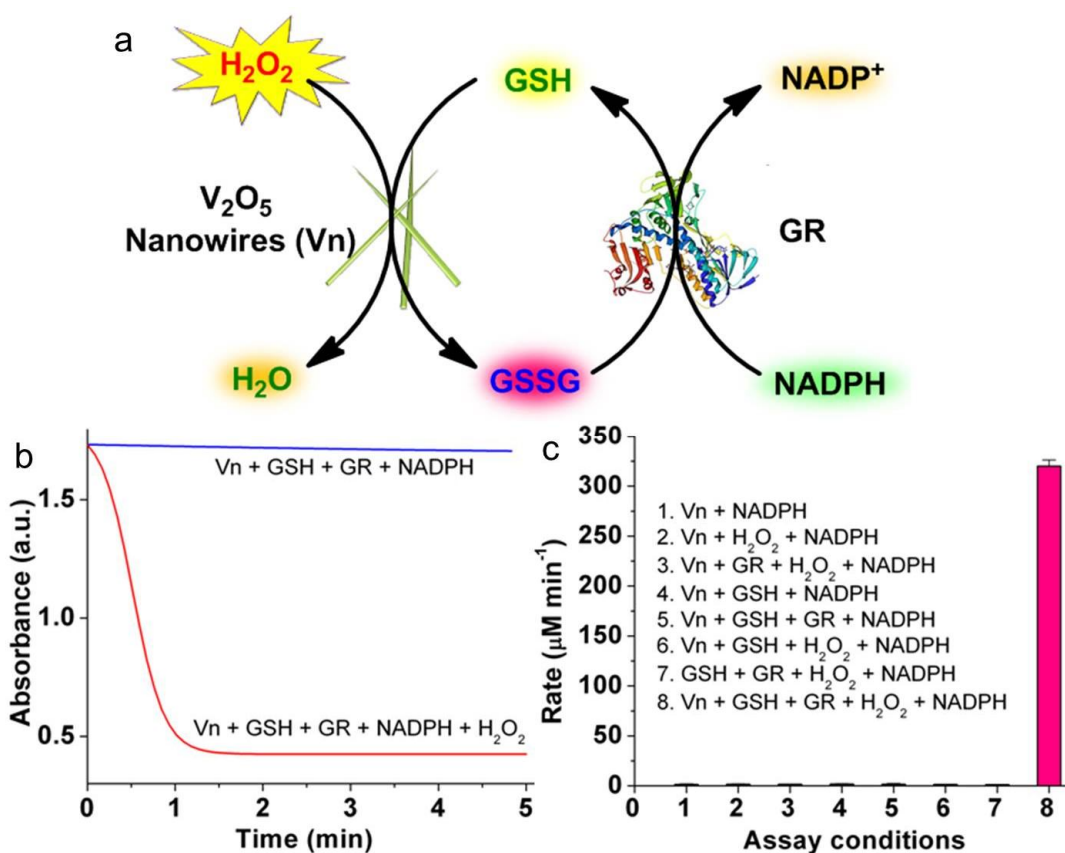 a
H₂O₂
GSH
NADP⁺
V₂O₅
Nanowires (Vn)
GR
H₂O
GSSG
NADPH
b
Absorbance (a.u.)
1.5
1.0
0.5
Vn + GSH + GR + NADPH
Vn + GSH + GR + NADPH + H₂O₂
0 1 2 3 4 5
Time (min)
c
Rate (μM min⁻¹)
350
300
250
200
150
100
50
0
1. Vn + NADPH
2. Vn + H₂O₂ + NADPH
3. Vn + GR + H₂O₂ + NADPH
4. Vn + GSH + NADPH
5. Vn + GSH + GR + NADPH
6. Vn + GSH + H₂O₂ + NADPH
7. GSH + GR + H₂O₂ + NADPH
8. Vn + GSH + GR + H₂O₂ + NADPH
0 1 2 3 4 5 6 7 8
Assay conditions